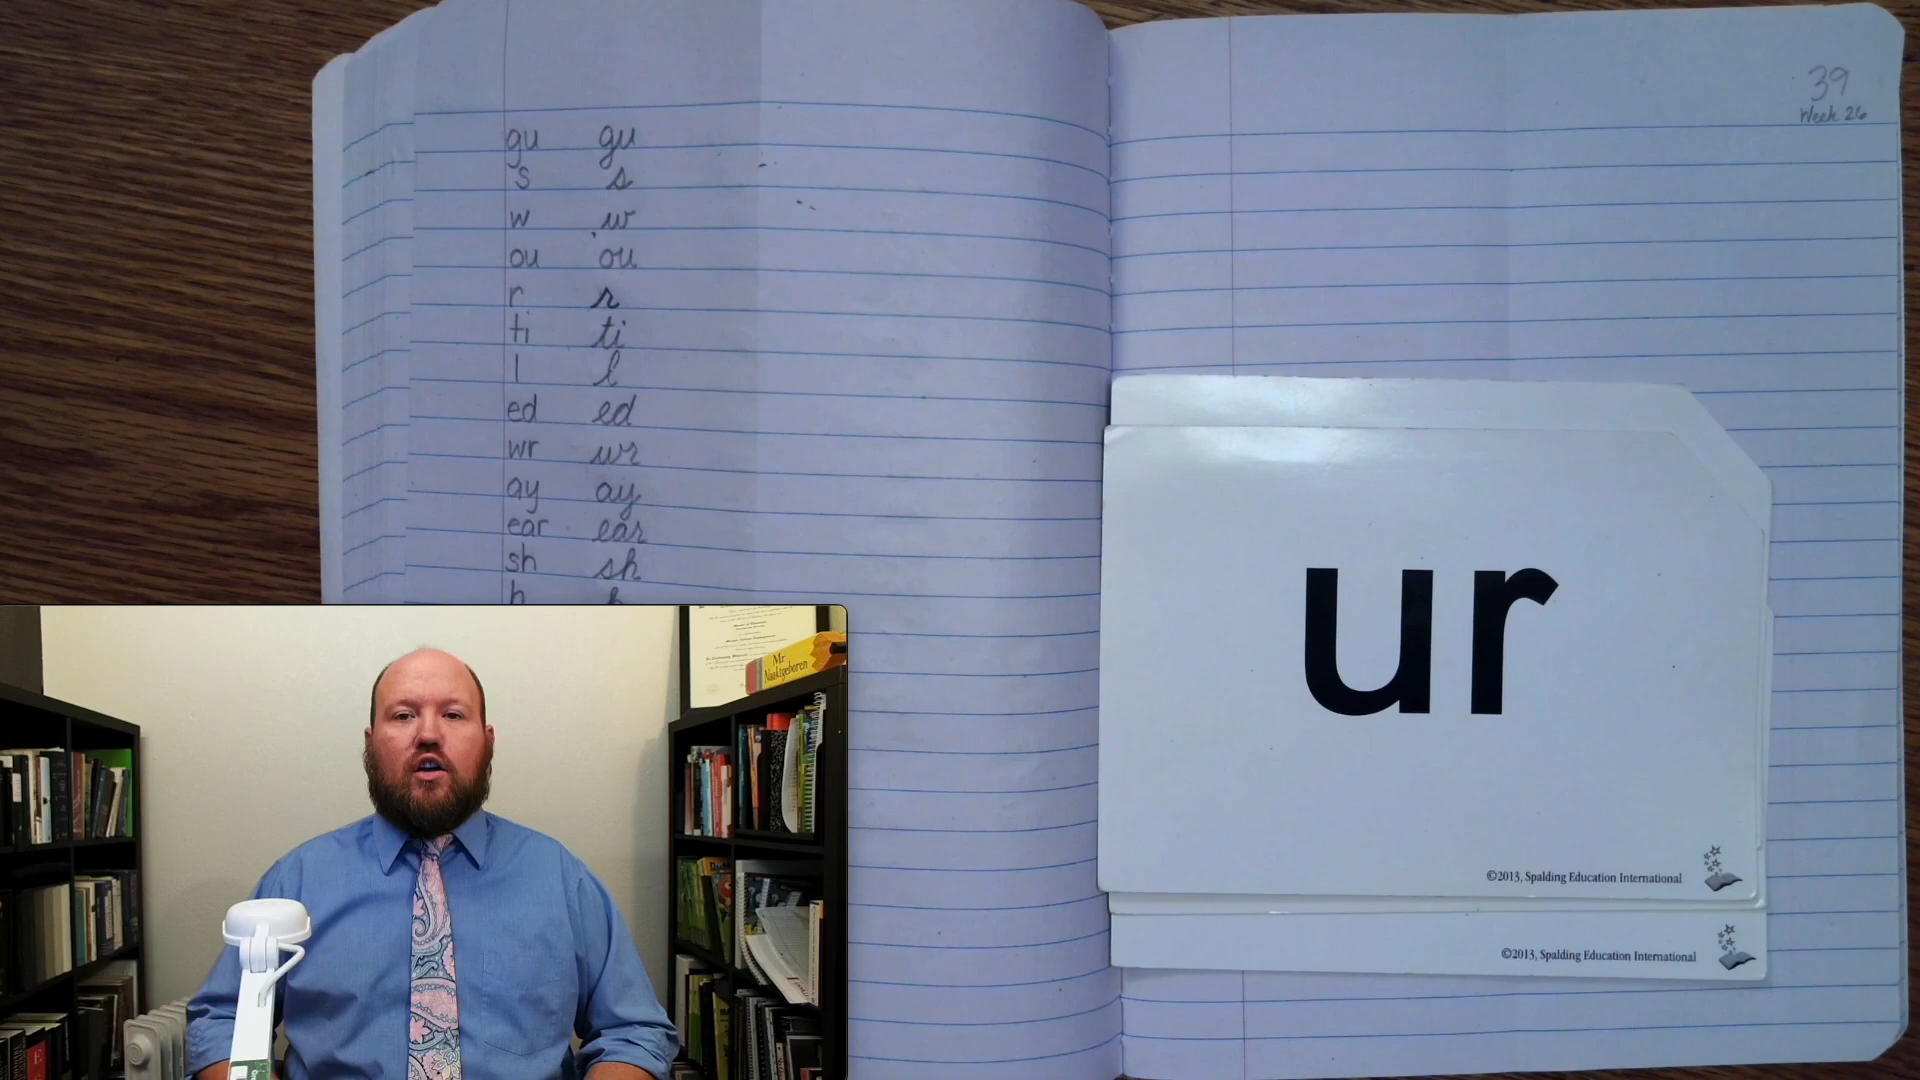 39
Week 26
gu gu
s s
w w
ou ou
r r
ti ti
l l
ed ed
wr wr
ay ay
ear ear
sh sh
h h
ur
©2013, Spalding Education International
©2013, Spalding Education International
Mr.
Naaktgeboren